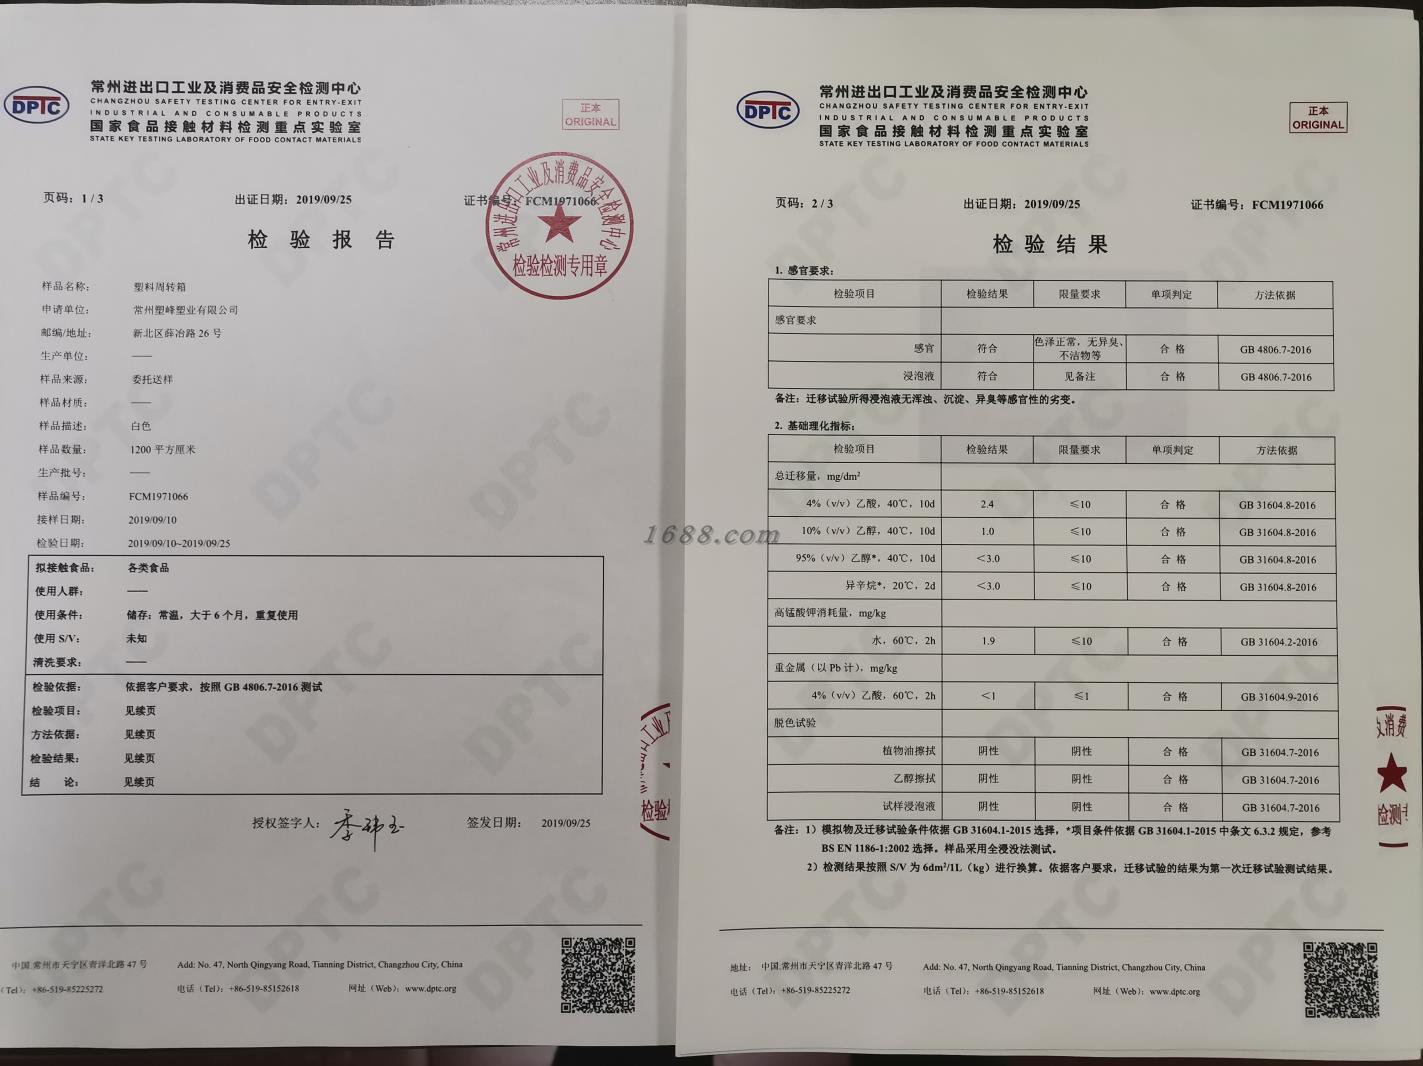 DPTC
常州进出口工业及消费品安全检测中心
CHANGZHOU SAFETY TESTING CENTER FOR ENTRY-EXIT
INDUSTRIAL AND CONSUMABLE PRODUCTS
国家食品接触材料检测重点实验室
STATE KEY TESTING LABORATORY OF FOOD CONTACT MATERIALS
正本
ORIGINAL
页码：1 / 3 出证日期：2019/09/25 证书编号：FCM1971066
常州进出口工业及消费品安全检测中心
检验检测专用章
检验报告
样品名称： 塑料周转箱
申请单位： 常州塑峰塑业有限公司
邮编/地址： 新北区薛冶路 26 号
生产单位： ——
样品来源： 委托送样
样品材质： ——
样品描述： 白色
样品数量： 1200 平方厘米
生产批号： ——
样品编号： FCM1971066
接样日期： 2019/09/10
检验日期： 2019/09/10~2019/09/25
拟接触食品： 各类食品
使用人群： ——
使用条件： 储存：常温，大于 6 个月，重复使用
使用 S/V： 未知
清洗要求： ——
检验依据： 依据客户要求，按照 GB 4806.7-2016 测试
检验项目： 见续页
方法依据： 见续页
检验结果： 见续页
结 论： 见续页
授权签字人： 签发日期： 2019/09/25
中国.常州市天宁区青洋北路 47 号 Add: No. 47, North Qingyang Road, Tianning District, Changzhou City, China
(Tel)：+86-519-85225272 电话（Tel）：+86-519-85152618 网址（Web）：www.dptc.org
1688.com
DPTC
常州进出口工业及消费品安全检测中心
CHANGZHOU SAFETY TESTING CENTER FOR ENTRY-EXIT
INDUSTRIAL AND CONSUMABLE PRODUCTS
国家食品接触材料检测重点实验室
STATE KEY TESTING LABORATORY OF FOOD CONTACT MATERIALS
正本
ORIGINAL
页码：2 / 3 出证日期：2019/09/25 证书编号：FCM1971066
检验结果
1. 感官要求：
检验项目 检验结果 限量要求 单项判定 方法依据
感官要求
感官 符合 色泽正常，无异臭、不洁物等 合 格 GB 4806.7-2016
浸泡液 符合 见备注 合 格 GB 4806.7-2016
备注：迁移试验所得浸泡液无浑浊、沉淀、异臭等感官性的劣变。
2. 基础理化指标：
检验项目 检验结果 限量要求 单项判定 方法依据
总迁移量，mg/dm²
4%（v/v）乙酸，40℃，10d 2.4 ≤10 合 格 GB 31604.8-2016
10%（v/v）乙醇，40℃，10d 1.0 ≤10 合 格 GB 31604.8-2016
95%（v/v）乙醇*，40℃，10d <3.0 ≤10 合 格 GB 31604.8-2016
异辛烷*，20℃，2d <3.0 ≤10 合 格 GB 31604.8-2016
高锰酸钾消耗量，mg/kg
水，60℃，2h 1.9 ≤10 合 格 GB 31604.2-2016
重金属（以 Pb 计），mg/kg
4%（v/v）乙酸，60℃，2h <1 ≤1 合 格 GB 31604.9-2016
脱色试验
植物油擦拭 阴性 阴性 合 格 GB 31604.7-2016
乙醇擦拭 阴性 阴性 合 格 GB 31604.7-2016
试样浸泡液 阴性 阴性 合 格 GB 31604.7-2016
备注：1）模拟物及迁移试验条件依据 GB 31604.1-2015 选择，*项目条件依据 GB 31604.1-2015 中条文 6.3.2 规定，参考
BS EN 1186-1:2002 选择。样品采用全浸没法测试。
2）检测结果按照 S/V 为 6dm²/1L（kg）进行换算。依据客户要求，迁移试验的结果为第一次迁移试验测试结果。
地址： 中国.常州市天宁区青洋北路 47 号 Add: No. 47, North Qingyang Road, Tianning District, Changzhou City, China
电话（Tel）：+86-519-85225272 电话（Tel）：+86-519-85152618 网址（Web）：www.dptc.org